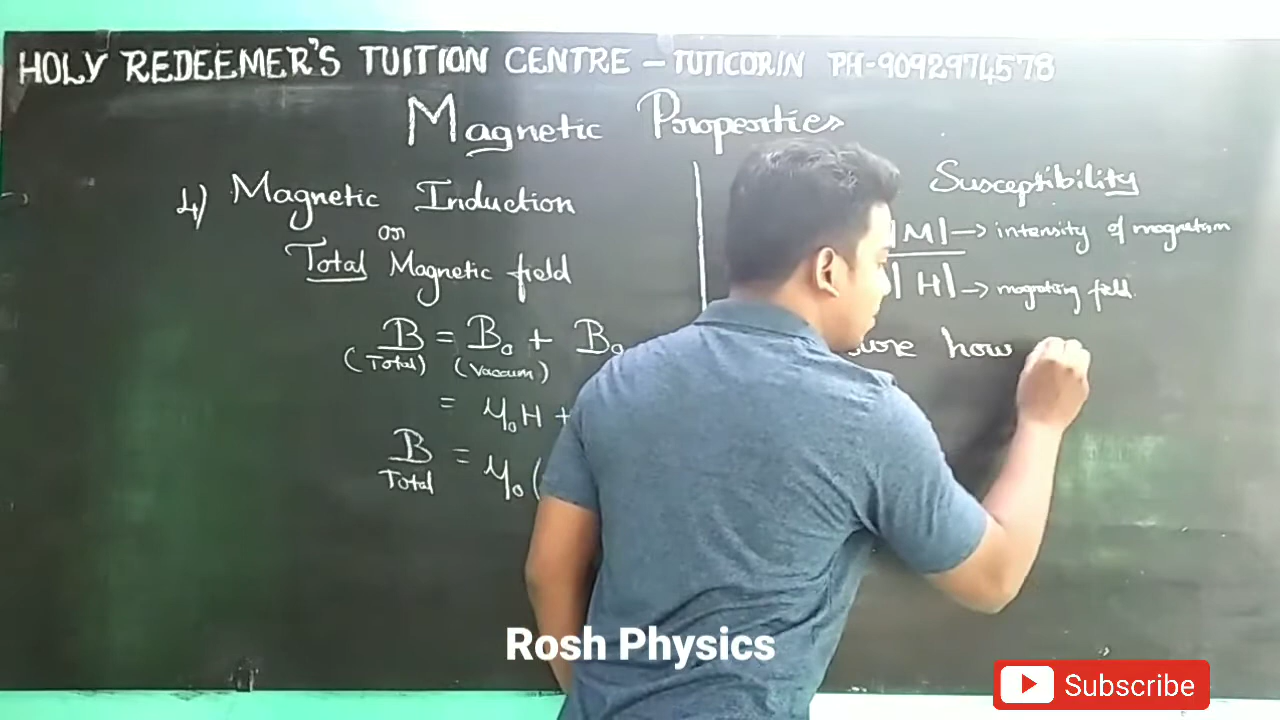 HOLY REDEEMER'S TUITION CENTRE – TUTICORIN PH-9092974578
Magnetic Properties
4) Magnetic Induction
or
Total Magnetic field
B = B₀ + B
(Total) (Vaccum)
= μ₀H +
B = μ₀(
Total
Susceptibility
|M| → intensity of magnetism
|H| → magnetising field.
how
Rosh Physics
Subscribe